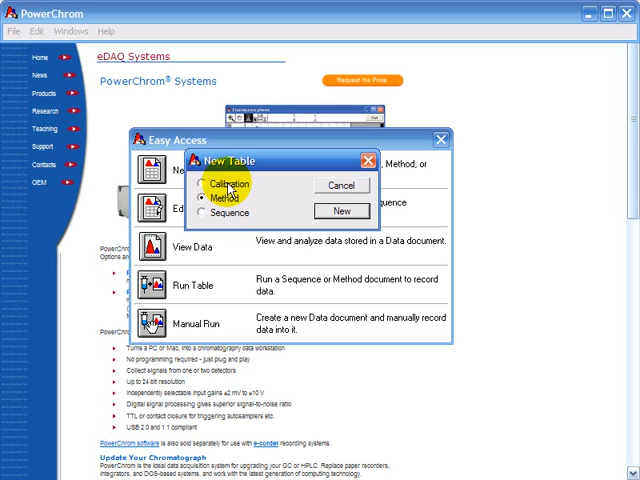 PowerChrom
File Edit Windows Help
Home
News
Products
Research
Teaching
Support
Contacts
OEM
eDAQ Systems
PowerChrom® Systems
Request the Price
Easy Access
New Table
Calibration
Method
Sequence
Cancel
New
Ne
, Method, or
Ed
quence
View Data
View and analyze data stored in a Data document.
Run Table
Run a Sequence or Method document to record
data.
Manual Run
Create a new Data document and manually record
data into it.
PowerChr
Options a
PowerChr
Turns a PC or Mac, into a chromatography data workstation
No programming required - just plug and play
Collect signals from one or two detectors
Up to 24 bit resolution
Independently selectable input gains ±2 mV to ±10 V
Digital signal processing gives superior signal-to-noise ratio
TTL or contact closure for triggering autosamplers etc.
USB 2.0 and 1.1 compliant
PowerChrom software is also sold separately for use with e-corder recording systems.
Update Your Chromatograph
PowerChrom is the ideal data acquisition system for upgrading your GC or HPLC. Replace paper recorders,
integrators, and DOS-based systems, and work with the latest generation of computing technology.